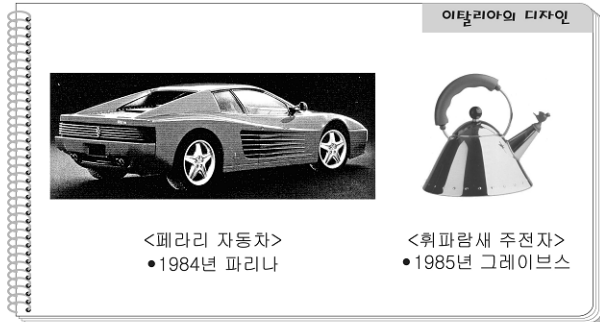 이탈리아의 디자인
<페라리 자동차>
•1984년 파리나
<휘파람새 주전자>
•1985년 그레이브스